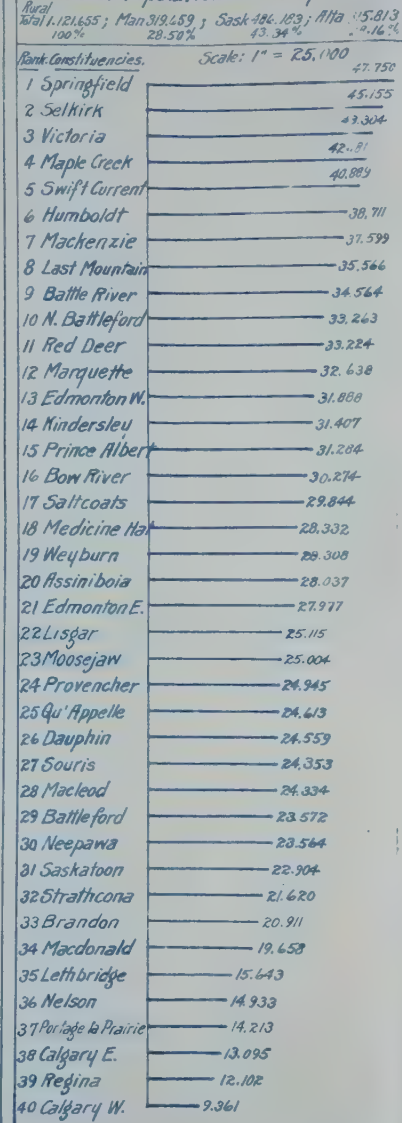 Rural
Total 1.121.655; Man 319.659; Sask 486.183; Alta 15.813
100% 28.50% 43.34% .16%
Rank. Constituencies. Scale: 1" = 25,000
1 Springfield 47.750
2 Selkirk 45.155
3 Victoria 43.304
4 Maple Creek 42. 81
5 Swift Current 40.889
6 Humboldt 38.711
7 Mackenzie 37.599
8 Last Mountain 35.566
9 Battle River 34.564
10 N. Battleford 33.263
11 Red Deer 33.224
12 Marquette 32.638
13 Edmonton W. 31.888
14 Kindersley 31.407
15 Prince Albert 31.284
16 Bow River 30.274
17 Saltcoats 29.844
18 Medicine Hat 28.332
19 Weyburn 28.308
20 Assiniboia 28.037
21 Edmonton E. 27.977
22 Lisgar 25.115
23 Moosejaw 25.004
24 Provencher 24.945
25 Qu'Appelle 24.613
26 Dauphin 24.559
27 Souris 24.353
28 Macleod 24.334
29 Battleford 23.572
30 Neepawa 23.564
31 Saskatoon 22.904
32 Strathcona 21.620
33 Brandon 20.911
34 Macdonald 19.658
35 Lethbridge 15.643
36 Nelson 14.933
37 Portage la Prairie 14.213
38 Calgary E. 13.095
39 Regina 12.102
40 Calgary W. 9.361